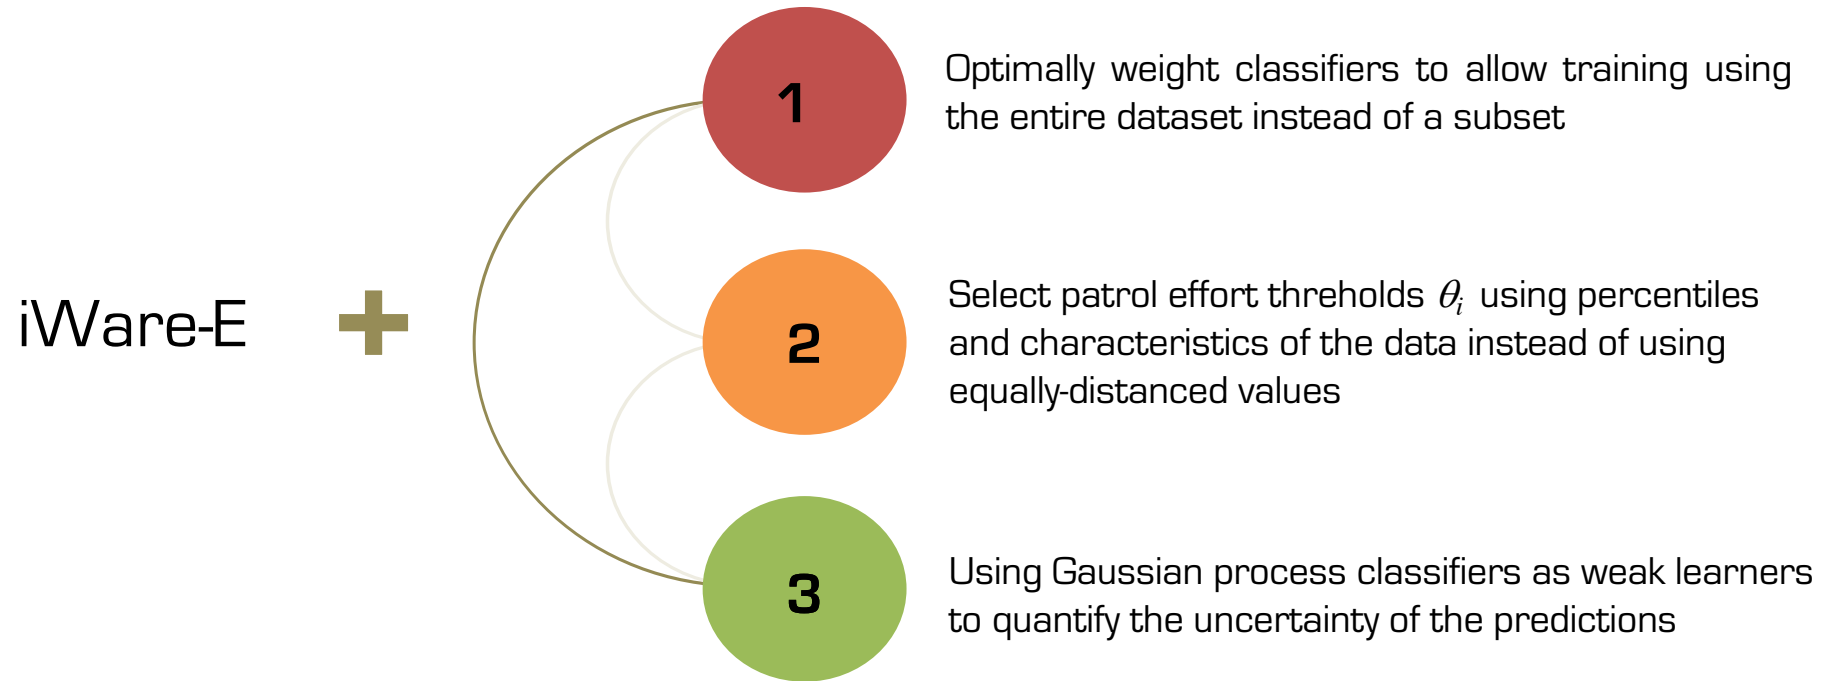 1
Optimally weight classifiers to allow training using
the entire dataset instead of a subset
iWare-E
+
2
Select patrol effort threholds θi using percentiles
and characteristics of the data instead of using
equally-distanced values
3
Using Gaussian process classifiers as weak learners
to quantify the uncertainty of the predictions